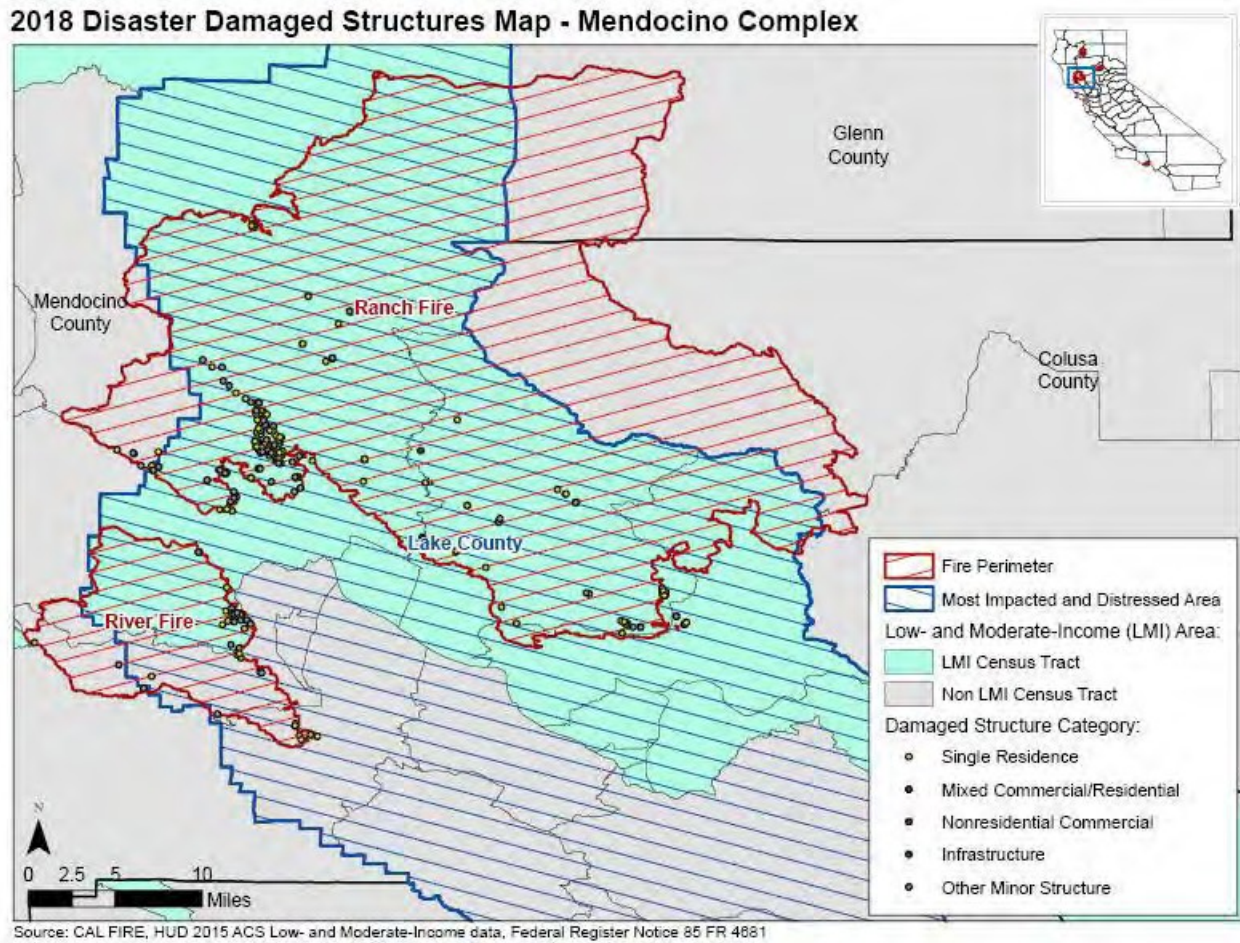 2018 Disaster Damaged Structures Map - Mendocino Complex
Glenn
County
Mendocino
County
Ranch Fire
Colusa
County
Lake County
River Fire
Fire Perimeter
Most Impacted and Distressed Area
Low- and Moderate-Income (LMI) Area:
LMI Census Tract
Non LMI Census Tract
Damaged Structure Category:
Single Residence
Mixed Commercial/Residential
Nonresidential Commercial
Infrastructure
Other Minor Structure
N
0 2.5 5 10
Miles
Source: CAL FIRE, HUD 2015 ACS Low- and Moderate-Income data, Federal Register Notice 85 FR 4681